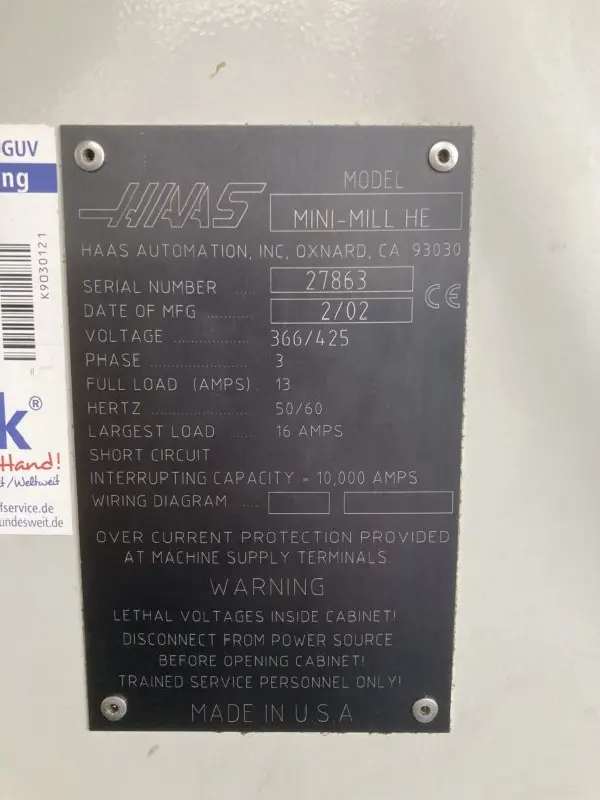 GUV
ng
K9030121
k®
Hand!
t/Weltweit
fservice.de
undesweit.de
HAAS
MODEL
MINI-MILL HE
HAAS AUTOMATION, INC, OXNARD, CA 93030
SERIAL NUMBER ..... 27863
CE
DATE OF MFG ............ 2/02
VOLTAGE .................. 366/425
PHASE ..................... 3
FULL LOAD (AMPS). 13
HERTZ ..................... 50/60
LARGEST LOAD ..... 16 AMPS
SHORT CIRCUIT
INTERRUPTING CAPACITY = 10,000 AMPS
WIRING DIAGRAM .....
OVER CURRENT PROTECTION PROVIDED
AT MACHINE SUPPLY TERMINALS.
WARNING
LETHAL VOLTAGES INSIDE CABINET!
DISCONNECT FROM POWER SOURCE
BEFORE OPENING CABINET!
TRAINED SERVICE PERSONNEL ONLY!
MADE IN U.S.A